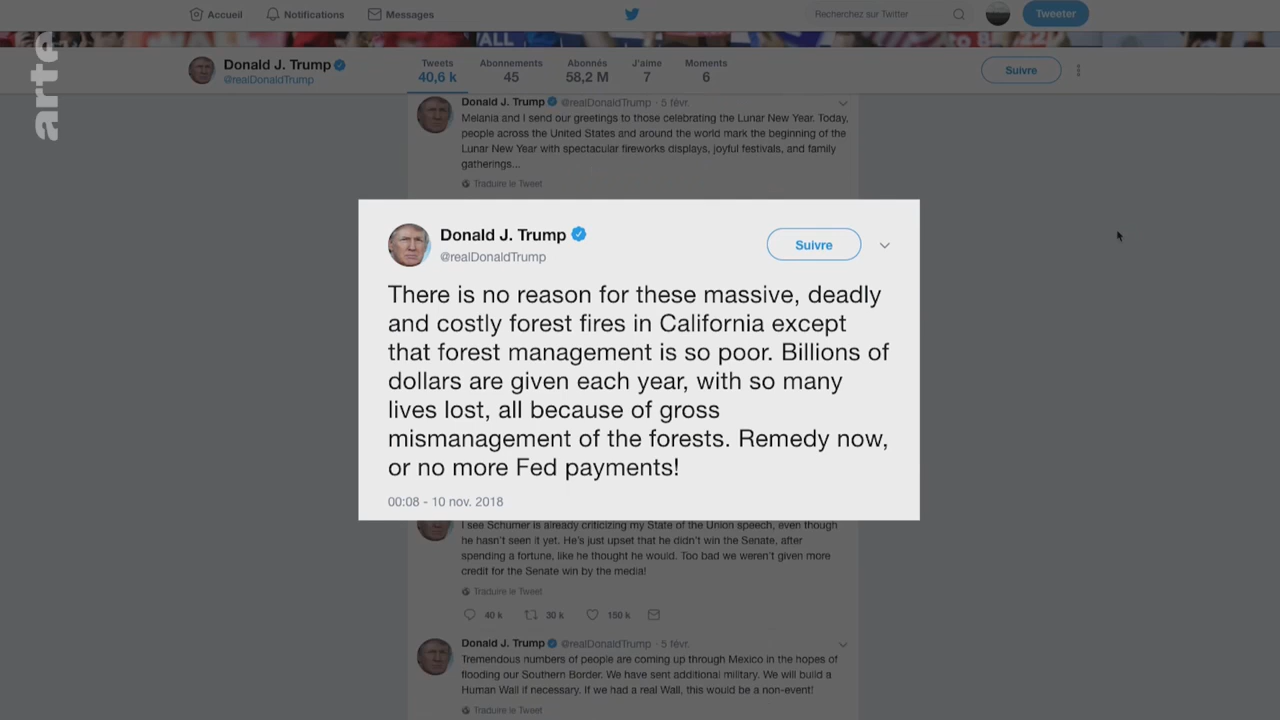 Accueil
Notifications
Messages
Recherchez sur Twitter
Tweeter
ALL
to B
arte
Donald J. Trump
@realDonaldTrump
Tweets
40,6 k
Abonnements
45
Abonnés
58,2 M
J'aime
7
Moments
6
Suivre
Donald J. Trump @realDonaldTrump · 5 févr.
Melania and I send our greetings to those celebrating the Lunar New Year. Today,
people across the United States and around the world mark the beginning of the
Lunar New Year with spectacular fireworks displays, joyful festivals, and family
gatherings...
Traduire le Tweet
Donald J. Trump
@realDonaldTrump
Suivre
There is no reason for these massive, deadly
and costly forest fires in California except
that forest management is so poor. Billions of
dollars are given each year, with so many
lives lost, all because of gross
mismanagement of the forests. Remedy now,
or no more Fed payments!
00:08 - 10 nov. 2018
I see Schumer is already criticizing my State of the Union speech, even though
he hasn't seen it yet. He's just upset that he didn't win the Senate, after
spending a fortune, like he thought he would. Too bad we weren't given more
credit for the Senate win by the media!
Traduire le Tweet
40 k 30 k 150 k
Donald J. Trump @realDonaldTrump · 5 févr.
Tremendous numbers of people are coming up through Mexico in the hopes of
flooding our Southern Border. We have sent additional military. We will build a
Human Wall if necessary. If we had a real Wall, this would be a non-event!
Traduire le Tweet